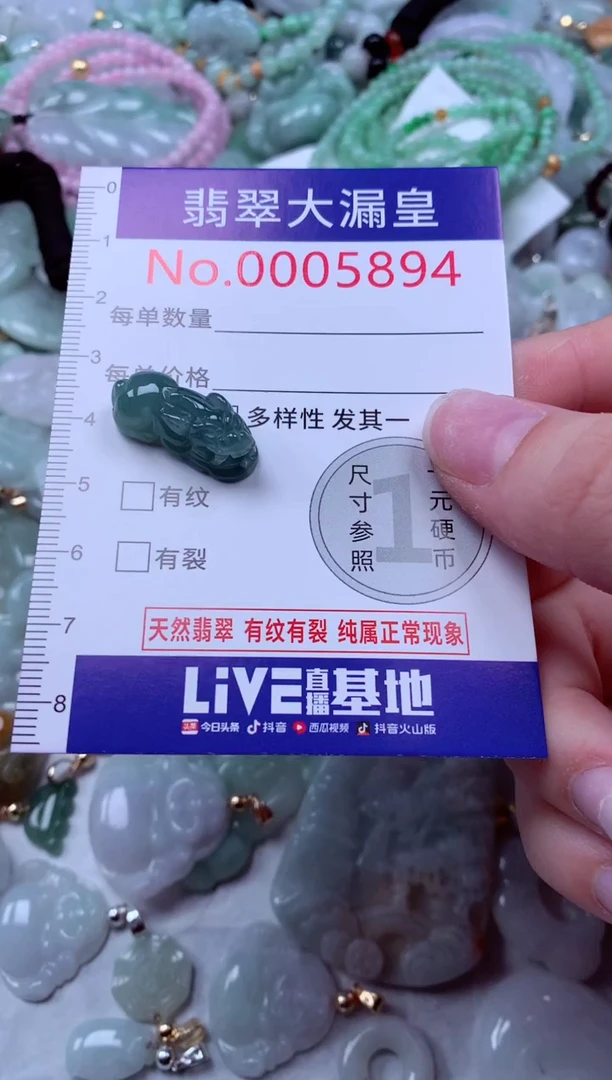 0
翡翠大漏皇
1
No.0005894
2
每单数量
3
每单价格
4
多样性 发其一
尺寸参照
1
一元硬币
5
有纹
6
有裂
7
天然翡翠 有纹有裂 纯属正常现象
8
LiVE直播基地
头条 今日头条 抖音 西瓜视频 抖音火山版